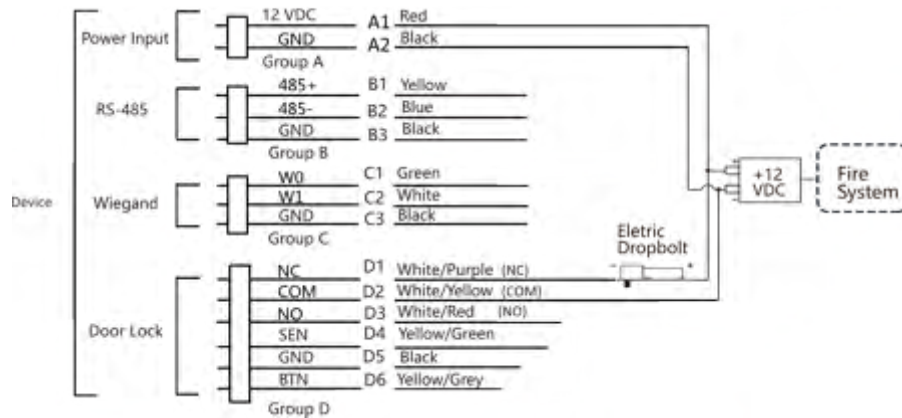 12 VDC A1 Red
Power Input
GND A2 Black
Group A
485+ B1 Yellow
RS-485
485- B2 Blue
GND B3 Black
Group B
+12
VDC
Fire
System
W0 C1 Green
Device
Wiegand
W1 C2 White
GND C3 Black
Group C
Eletric
Dropbolt
- +
NC D1 White/Purple (NC)
COM D2 White/Yellow (COM)
NO D3 White/Red (NO)
Door Lock
SEN D4 Yellow/Green
GND D5 Black
BTN D6 Yellow/Grey
Group D